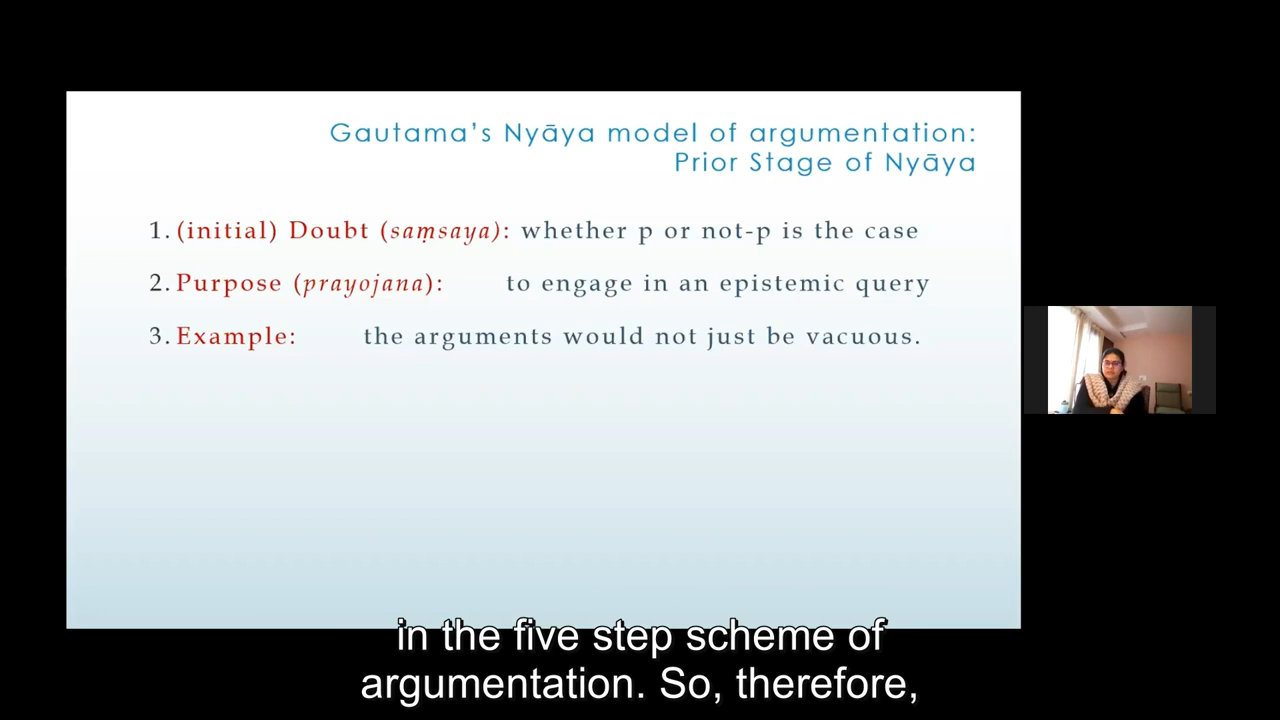 Gautama's Nyāya model of argumentation:
Prior Stage of Nyāya
1. (initial) Doubt (saṃsaya): whether p or not-p is the case
2. Purpose (prayojana): to engage in an epistemic query
3. Example: the arguments would not just be vacuous.
in the five step scheme of
argumentation. So, therefore,